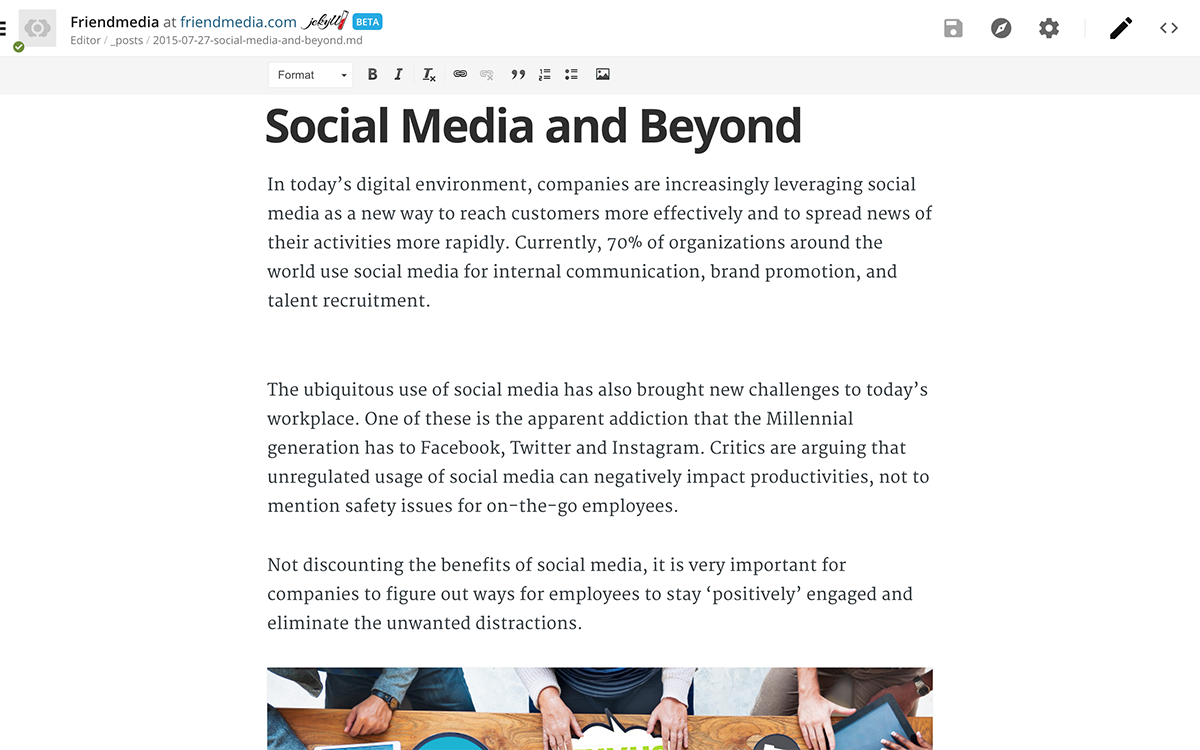 Friendmedia at friendmedia.com jekyll BETA
Editor / _posts / 2015-07-27-social-media-and-beyond.md
Format B I Tx
Social Media and Beyond
In today’s digital environment, companies are increasingly leveraging social
media as a new way to reach customers more effectively and to spread news of
their activities more rapidly. Currently, 70% of organizations around the
world use social media for internal communication, brand promotion, and
talent recruitment.
The ubiquitous use of social media has also brought new challenges to today’s
workplace. One of these is the apparent addiction that the Millennial
generation has to Facebook, Twitter and Instagram. Critics are arguing that
unregulated usage of social media can negatively impact productivities, not to
mention safety issues for on-the-go employees.
Not discounting the benefits of social media, it is very important for
companies to figure out ways for employees to stay ‘positively’ engaged and
eliminate the unwanted distractions.